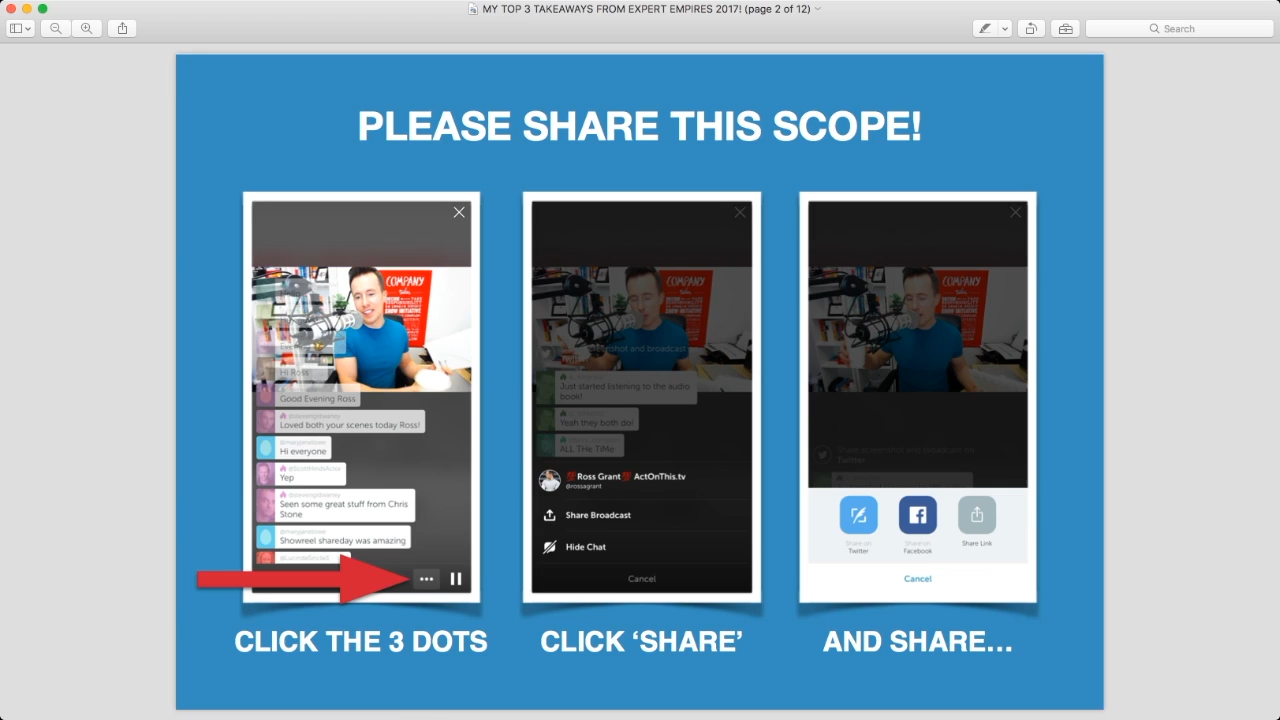 MY TOP 3 TAKEAWAYS FROM EXPERT EMPIRES 2017! (page 2 of 12)
Search
PLEASE SHARE THIS SCOPE!
COMPANY
Hi Ross
Good Evening Ross
@stevengdwarrey
Loved both your scenes today Ross!
Hi everyone
@ScottHindsActor
Yep
Seen some great stuff from Chris
Stone
Showreel shareday was amazing
CLICK THE 3 DOTS
Just started listening to the audio
book!
Yeah they both do!
ALL THe TiMe
💯Ross Grant💯 ActOnThis.tv
@rossagrant
Share Broadcast
Hide Chat
Cancel
CLICK ‘SHARE’
Twitter
Share on
Twitter
Share on
Facebook
Share Link
Cancel
AND SHARE...